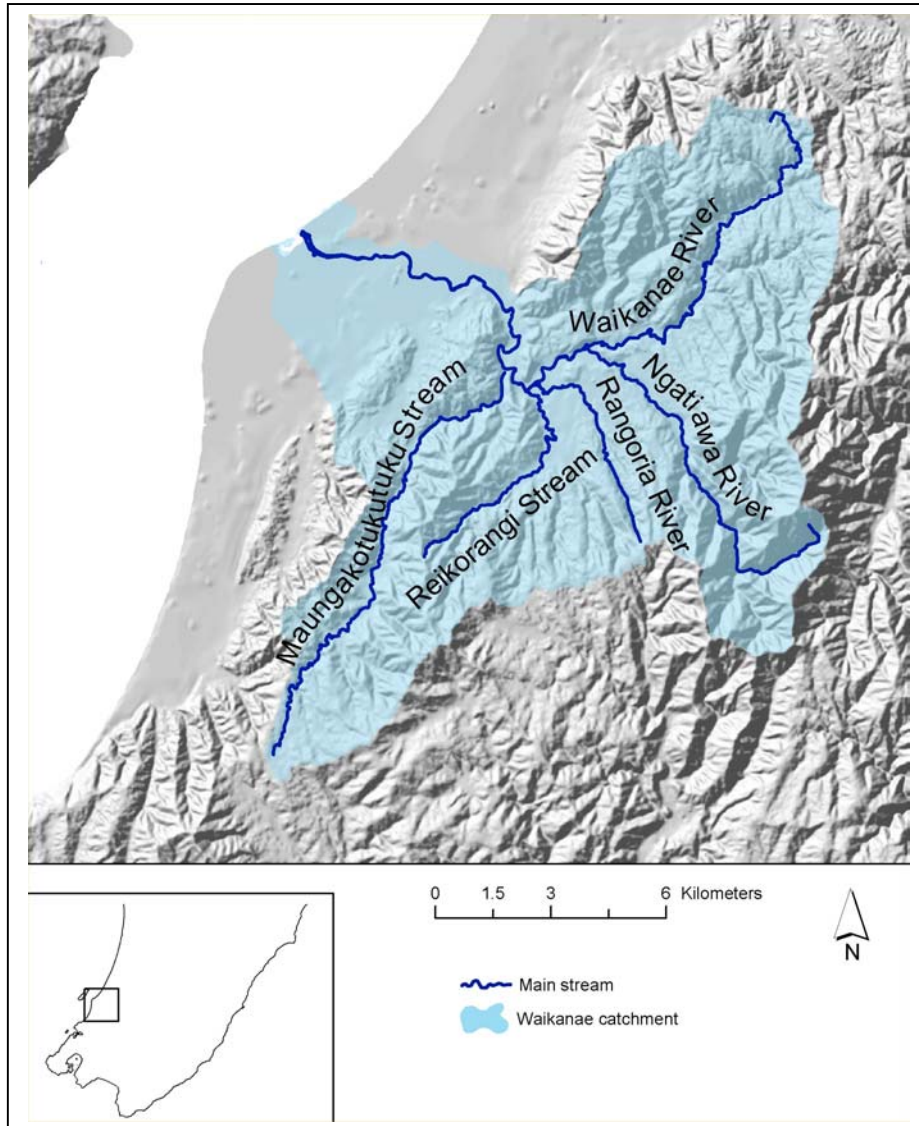 Waikanae River
Ngatiawa River
Rangoria River
Maungakotukutuku Stream
Reikorangi Stream
0 1.5 3 6 Kilometers
N
Main stream
Waikanae catchment